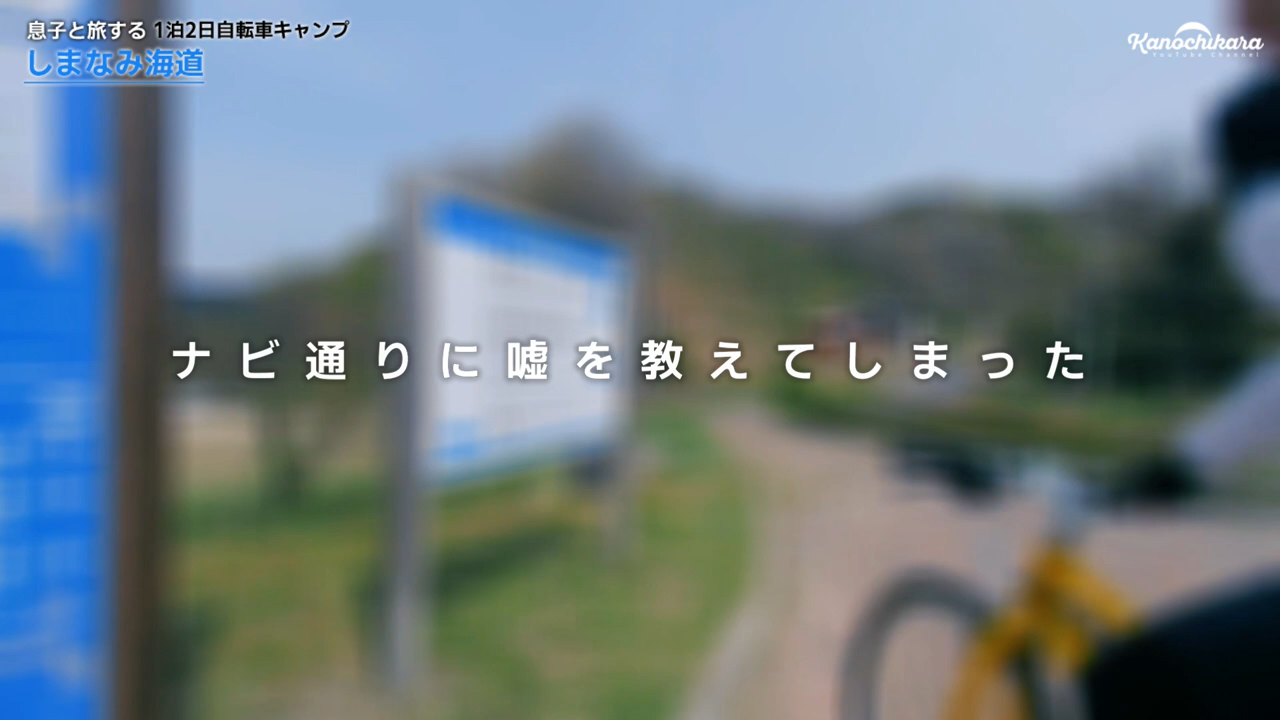 息子と旅する 1泊2日自転車キャンプ
しまなみ海道
Kanochikara
YouTube Channel
ナビ通りに嘘を教えてしまった